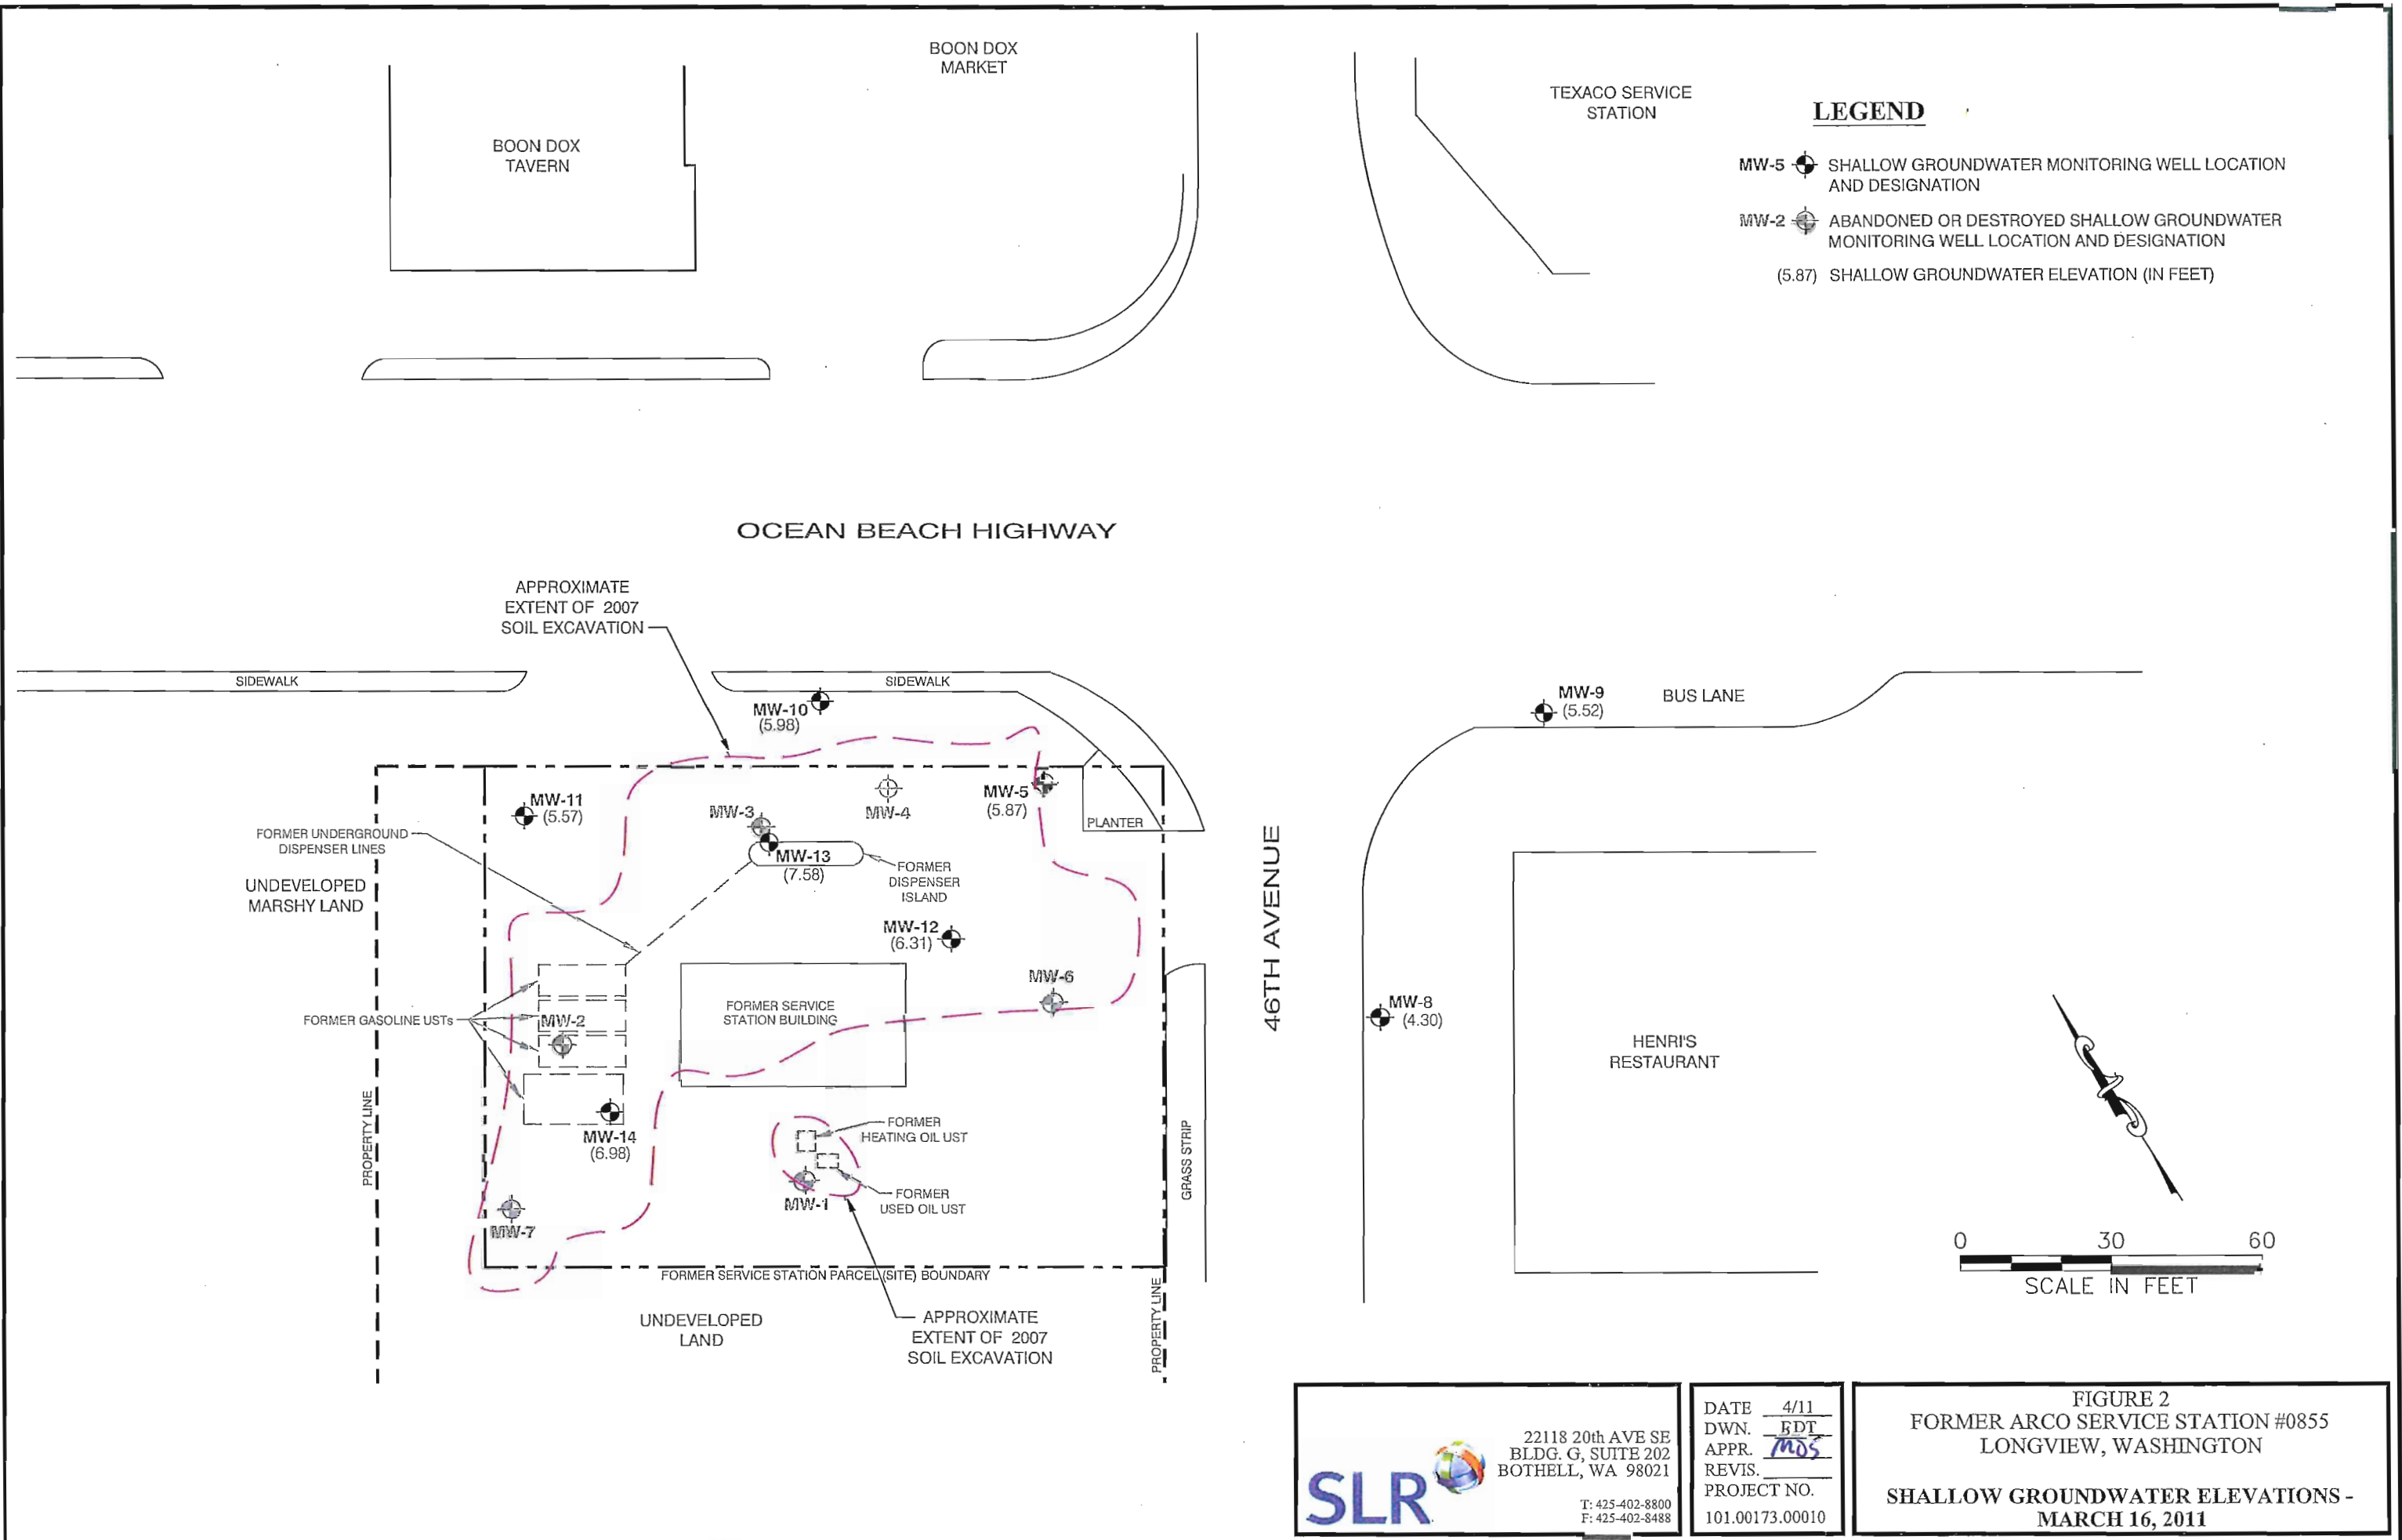 BOON DOX
MARKET
BOON DOX
TAVERN
TEXACO SERVICE
STATION
LEGEND
MW-5 SHALLOW GROUNDWATER MONITORING WELL LOCATION
AND DESIGNATION
MW-2 ABANDONED OR DESTROYED SHALLOW GROUNDWATER
MONITORING WELL LOCATION AND DESIGNATION
(5.87) SHALLOW GROUNDWATER ELEVATION (IN FEET)
OCEAN BEACH HIGHWAY
APPROXIMATE
EXTENT OF 2007
SOIL EXCAVATION
SIDEWALK
SIDEWALK
MW-10
(5.98)
MW-9
(5.52)
BUS LANE
MW-11
(5.57)
MW-3
MW-4
MW-5
(5.87)
PLANTER
FORMER UNDERGROUND
DISPENSER LINES
MW-13
(7.58)
FORMER
DISPENSER
ISLAND
UNDEVELOPED
MARSHY LAND
MW-12
(6.31)
46TH AVENUE
MW-6
MW-8
(4.30)
FORMER SERVICE
STATION BUILDING
FORMER GASOLINE USTs
MW-2
HENRI'S
RESTAURANT
PROPERTY LINE
MW-14
(6.98)
FORMER
HEATING OIL UST
GRASS STRIP
MW-1
FORMER
USED OIL UST
MW-7
0 30 60
SCALE IN FEET
FORMER SERVICE STATION PARCEL (SITE) BOUNDARY
PROPERTY LINE
UNDEVELOPED
LAND
APPROXIMATE
EXTENT OF 2007
SOIL EXCAVATION
SLR
22118 20th AVE SE
BLDG. G, SUITE 202
BOTHELL, WA 98021
T: 425-402-8800
F: 425-402-8488
DATE 4/11
DWN. EDT
APPR. MDS
REVIS.
PROJECT NO.
101.00173.00010
FIGURE 2
FORMER ARCO SERVICE STATION #0855
LONGVIEW, WASHINGTON
SHALLOW GROUNDWATER ELEVATIONS -
MARCH 16, 2011